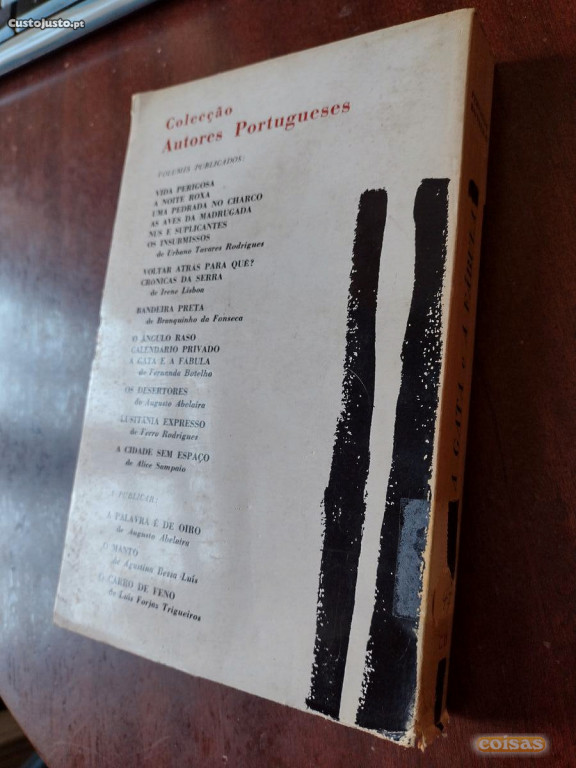 CustoJusto.pt
Colecção
Autores Portugueses
VOLUMES PUBLICADOS:
VIDA PERIGOSA
A NOITE ROXA
UMA PEDRADA NO CHARCO
AS AVES DA MADRUGADA
NUS E SUPLICANTES
OS INSUBMISSOS
de Urbano Tavares Rodrigues
VOLTAR ATRÁS PARA QUÊ?
CRÓNICAS DA SERRA
de Irene Lisboa
BANDEIRA PRETA
de Branquinho da Fonseca
O ÂNGULO RASO
CALENDÁRIO PRIVADO
A GATA E A FÁBULA
de Fernanda Botelho
OS DESERTORES
de Augusto Abelaira
LUSITÂNIA EXPRESSO
de Ferro Rodrigues
A CIDADE SEM ESPAÇO
de Alice Sampaio
A PUBLICAR:
A PALAVRA É DE OIRO
de Augusto Abelaira
O MANTO
de Agustina Bessa Luís
O CARRO DE FENO
de Luís Forjaz Trigueiros
A GATA e A FÁBULA
coisas